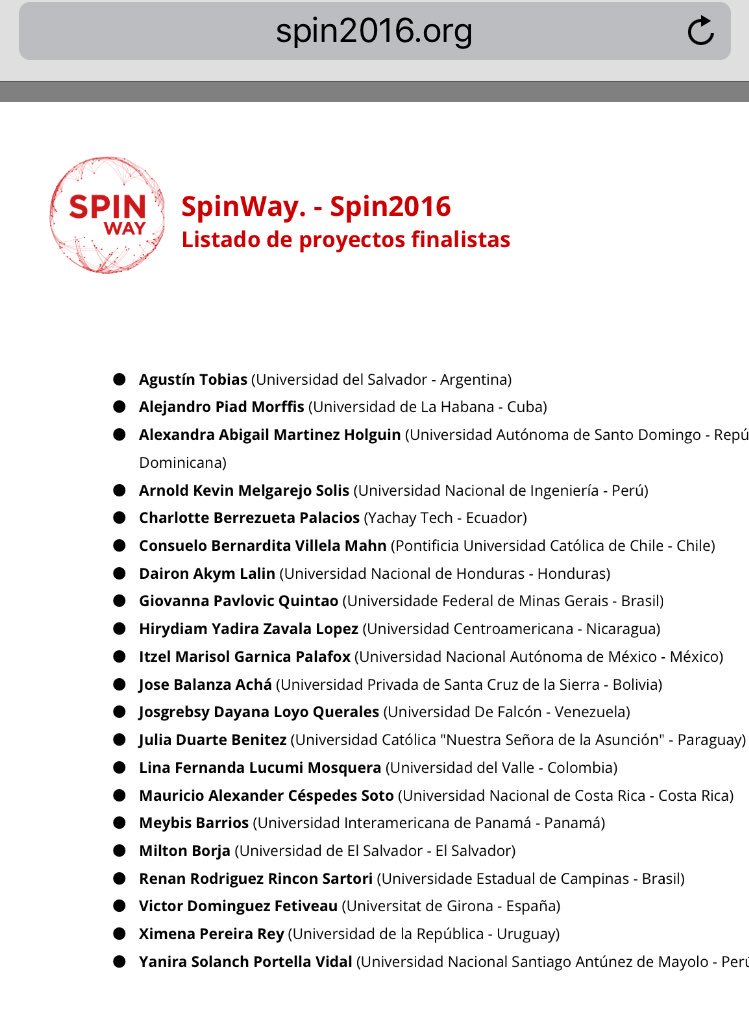 spin2016.org
SPIN
WAY
SpinWay. - Spin2016
Listado de proyectos finalistas
● Agustín Tobias (Universidad del Salvador - Argentina)
● Alejandro Piad Morffis (Universidad de La Habana - Cuba)
● Alexandra Abigail Martinez Holguin (Universidad Autónoma de Santo Domingo - Repú
Dominicana)
● Arnold Kevin Melgarejo Solis (Universidad Nacional de Ingeniería - Perú)
● Charlotte Berrezueta Palacios (Yachay Tech - Ecuador)
● Consuelo Bernardita Villela Mahn (Pontificia Universidad Católica de Chile - Chile)
● Dairon Akym Lalin (Universidad Nacional de Honduras - Honduras)
● Giovanna Pavlovic Quintao (Universidade Federal de Minas Gerais - Brasil)
● Hirydiam Yadira Zavala Lopez (Universidad Centroamericana - Nicaragua)
● Itzel Marisol Garnica Palafox (Universidad Nacional Autónoma de México - México)
● Jose Balanza Achá (Universidad Privada de Santa Cruz de la Sierra - Bolivia)
● Josgrebsy Dayana Loyo Querales (Universidad De Falcón - Venezuela)
● Julia Duarte Benitez (Universidad Católica "Nuestra Señora de la Asunción" - Paraguay)
● Lina Fernanda Lucumi Mosquera (Universidad del Valle - Colombia)
● Mauricio Alexander Céspedes Soto (Universidad Nacional de Costa Rica - Costa Rica)
● Meybis Barrios (Universidad Interamericana de Panamá - Panamá)
● Milton Borja (Universidad de El Salvador - El Salvador)
● Renan Rodriguez Rincon Sartori (Universidade Estadual de Campinas - Brasil)
● Victor Dominguez Fetiveau (Universitat de Girona - España)
● Ximena Pereira Rey (Universidad de la República - Uruguay)
● Yanira Solanch Portella Vidal (Universidad Nacional Santiago Antúnez de Mayolo - Perú